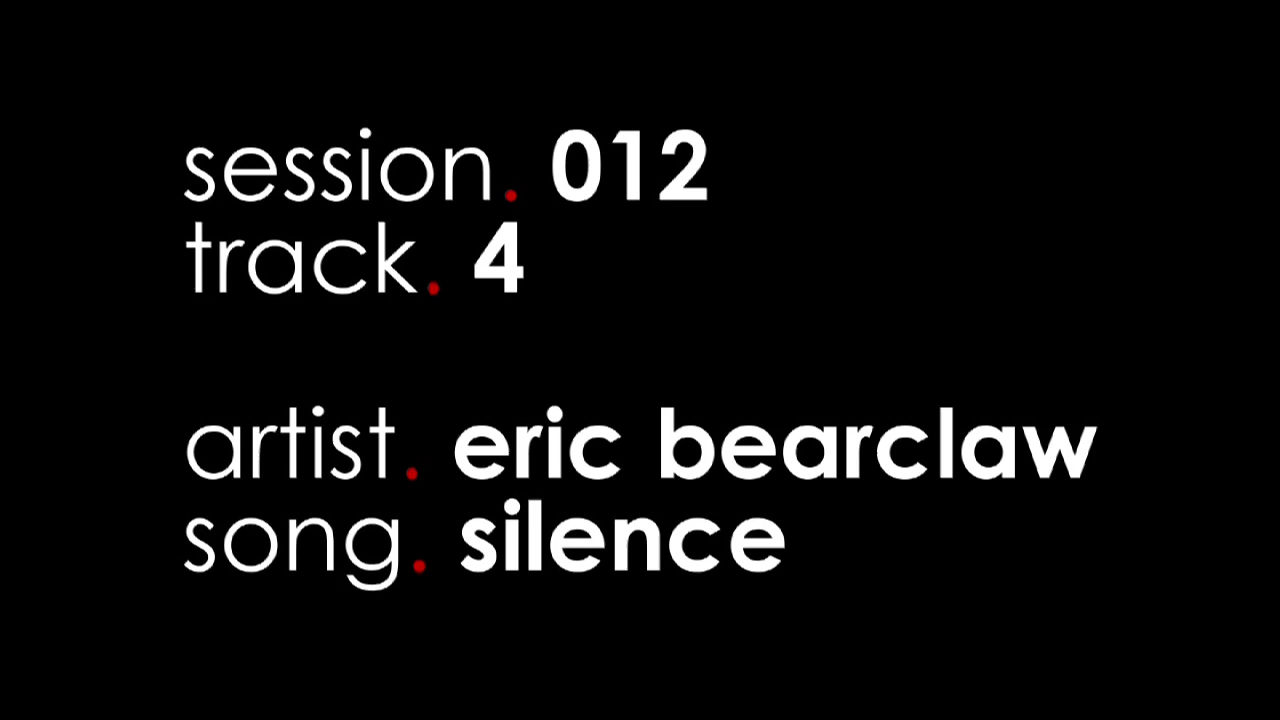 session. 012
track. 4
artist. eric bearclaw
song. silence